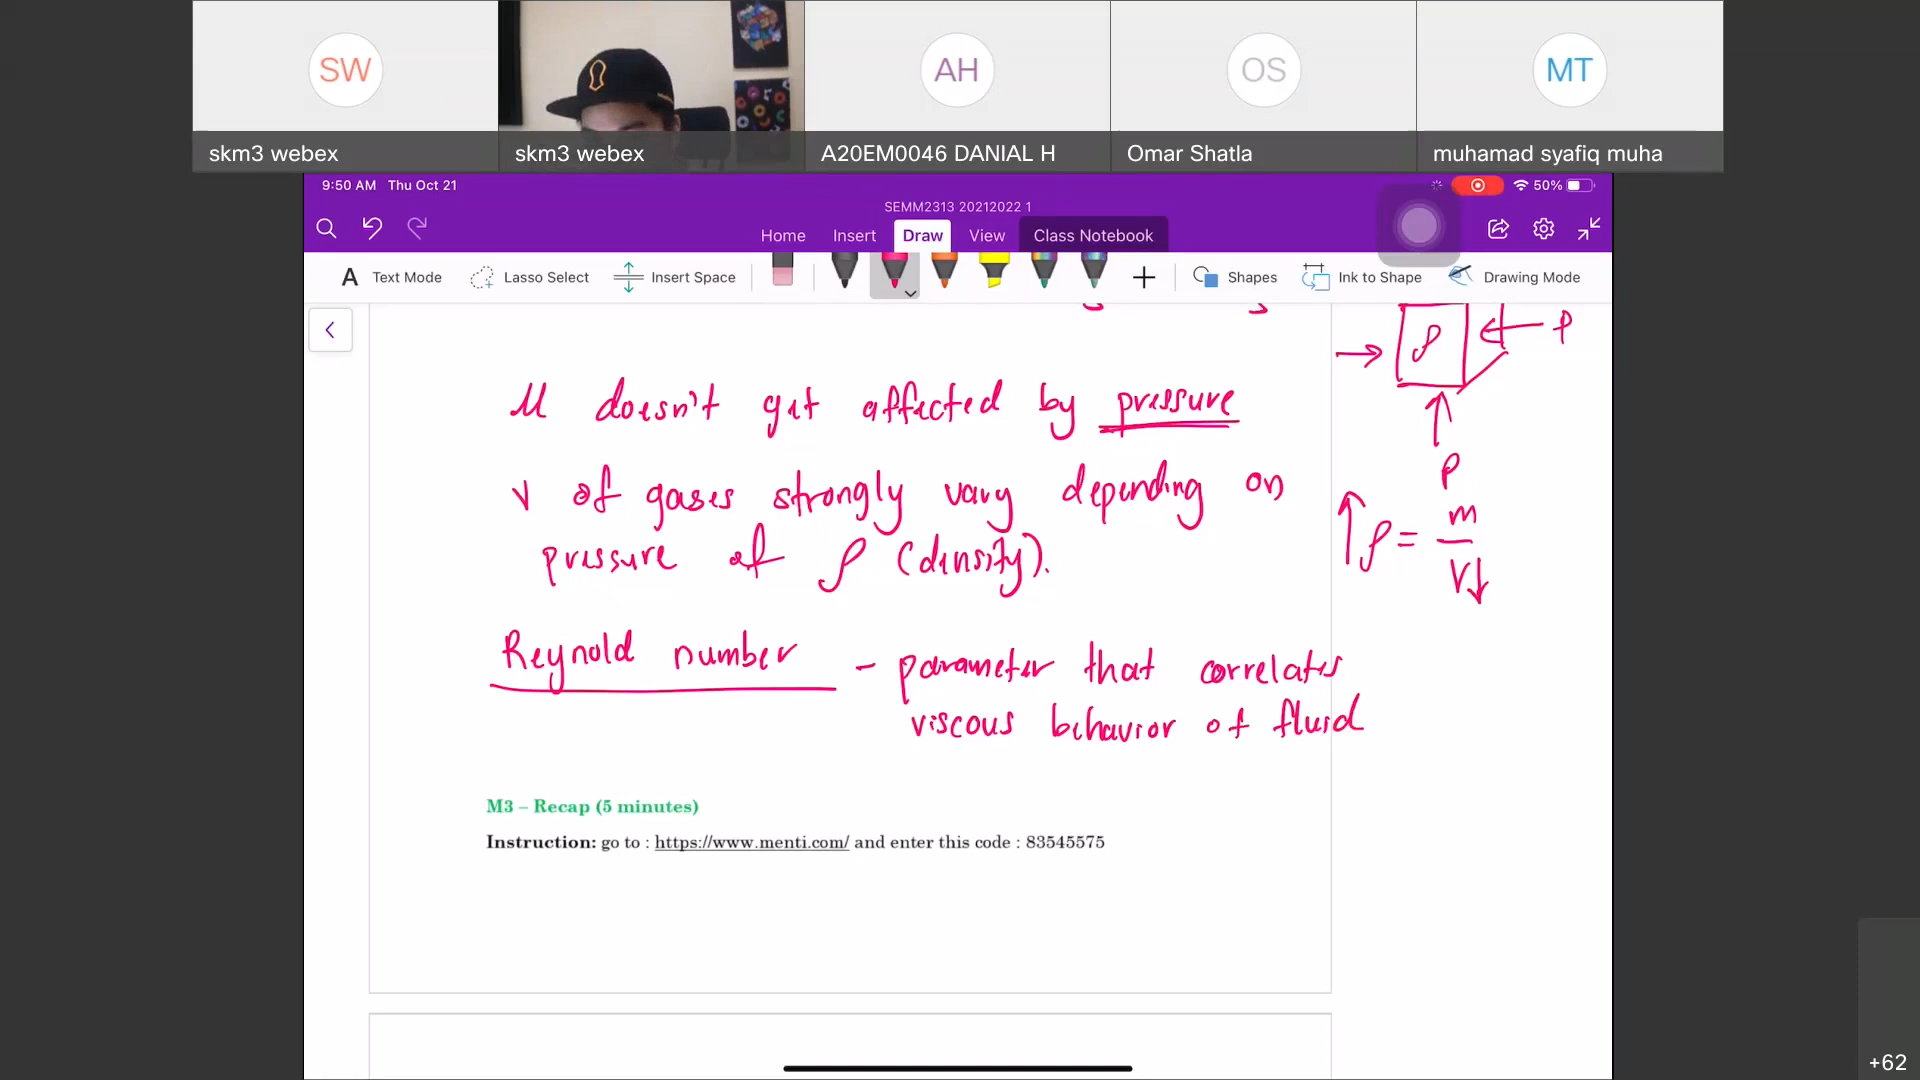 SW
AH
OS
MT
skm3 webex
skm3 webex
A20EM0046 DANIAL H
Omar Shatla
muhamad syafiq muha
9:50 AM Thu Oct 21
50%
SEMM2313 20212022 1
Home Insert Draw View Class Notebook
A Text Mode Lasso Select Insert Space Shapes Ink to Shape Drawing Mode
ρ P
μ doesn't get affected by pressure
P
ν of gases strongly vary depending on
pressure of ρ (density).
↑ρ = m/V↓
Reynold number - parameter that correlates
viscous behavior of fluid
M3 – Recap (5 minutes)
Instruction: go to : https://www.menti.com/ and enter this code : 83545575
+62